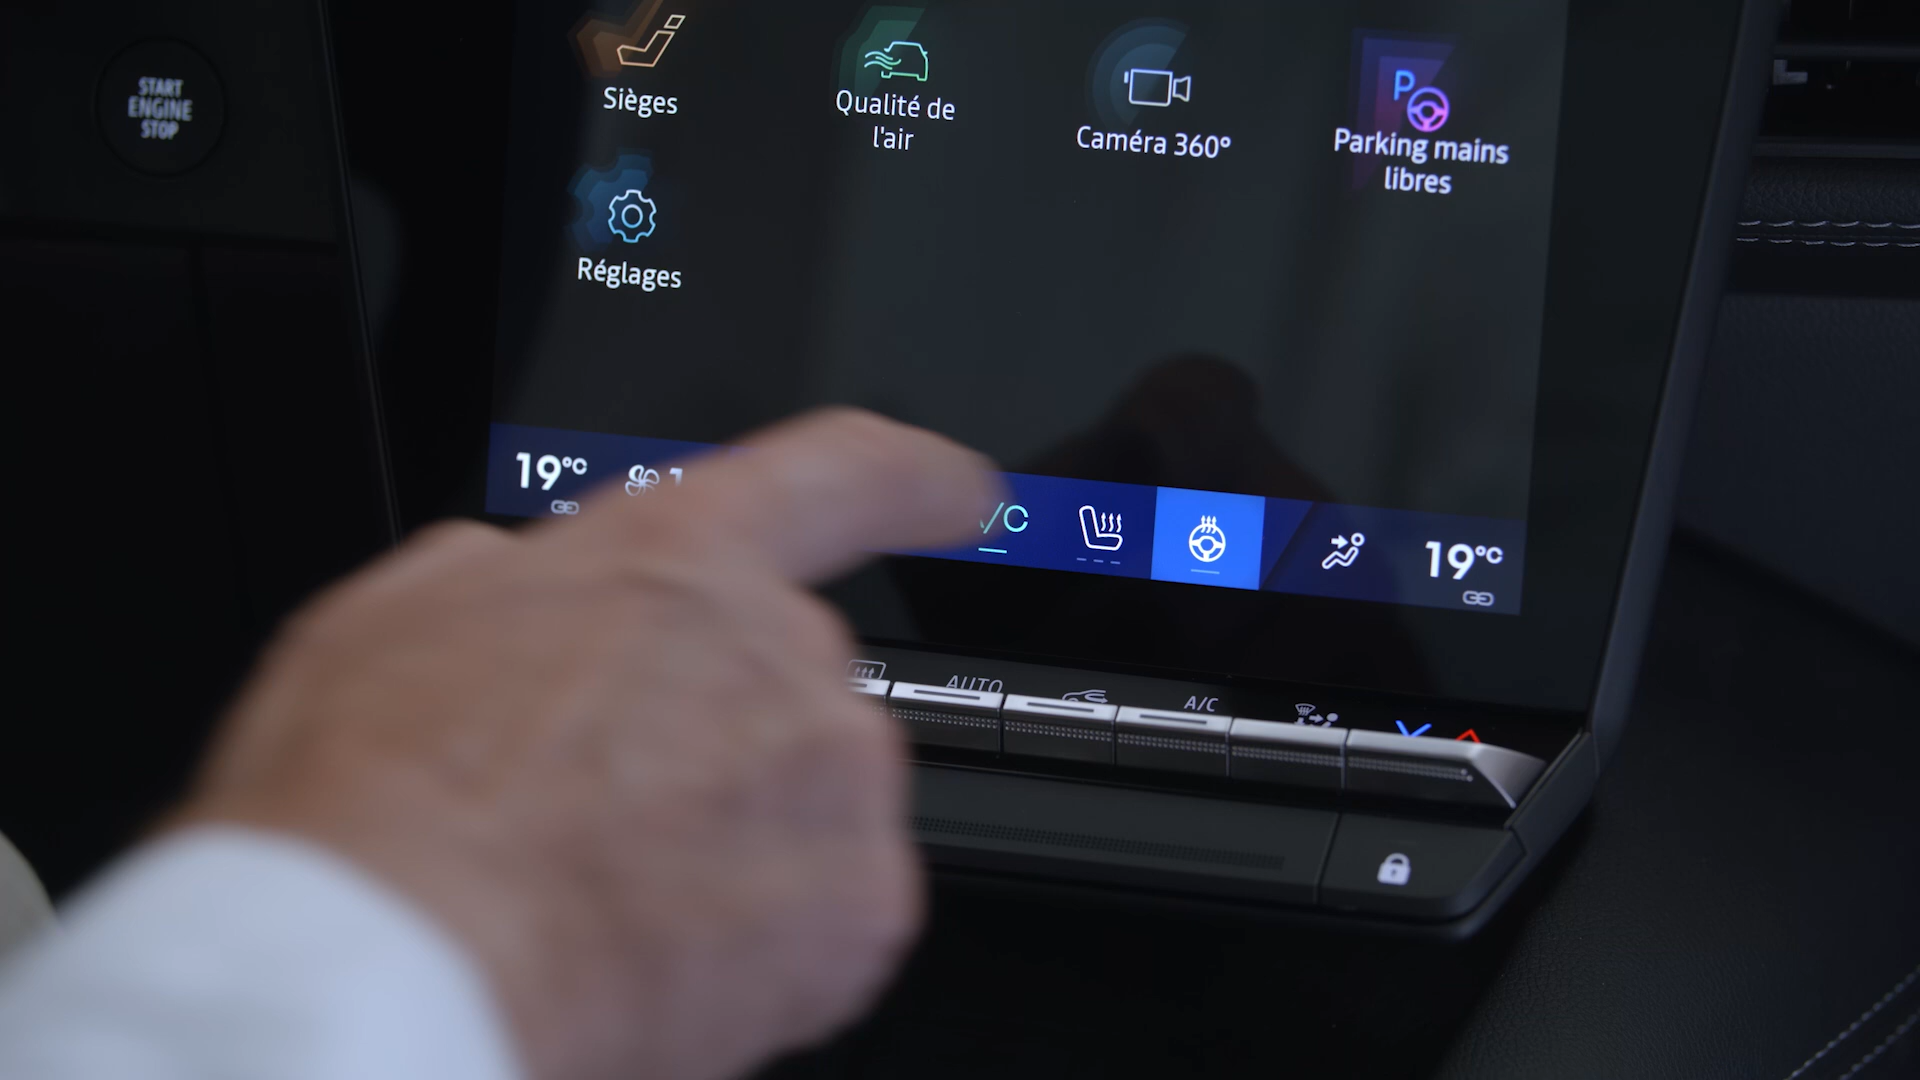 START
ENGINE
STOP
Sièges
Qualité de
l'air
Caméra 360°
Parking mains
libres
Réglages
19°C
/C
19°C
AUTO
A/C